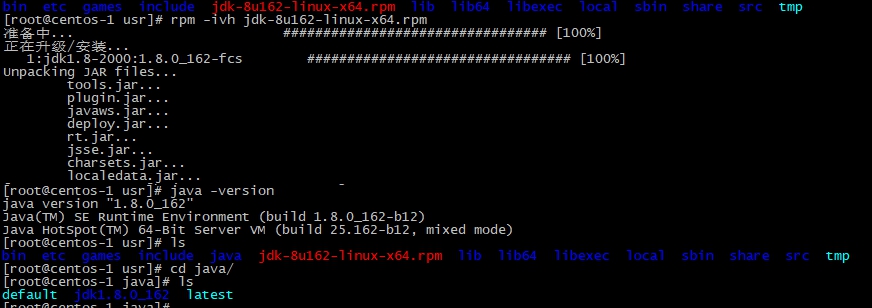 bin etc games include jdk-8u162-linux-x64.rpm lib lib64 libexec local sbin share src tmp
[root@centos-1 usr]# rpm -ivh jdk-8u162-linux-x64.rpm
准备中... ################################# [100%]
正在升级/安装...
1:jdk1.8-2000:1.8.0_162-fcs ################################# [100%]
Unpacking JAR files...
tools.jar...
plugin.jar...
javaws.jar...
deploy.jar...
rt.jar...
jsse.jar...
charsets.jar...
localedata.jar...
[root@centos-1 usr]# java -version
java version "1.8.0_162"
Java(TM) SE Runtime Environment (build 1.8.0_162-b12)
Java HotSpot(TM) 64-Bit Server VM (build 25.162-b12, mixed mode)
[root@centos-1 usr]# ls
bin etc games include java jdk-8u162-linux-x64.rpm lib lib64 libexec local sbin share src tmp
[root@centos-1 usr]# cd java/
[root@centos-1 java]# ls
default jdk1.8.0_162 latest
[root@centos-1 java]#